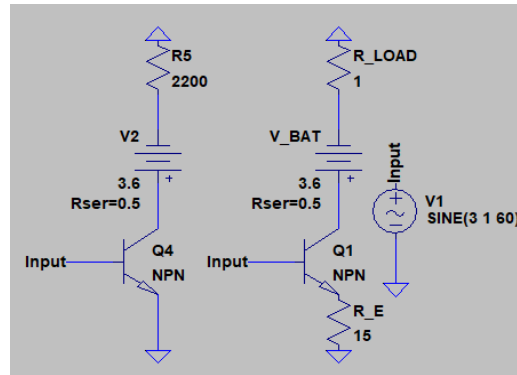 R5
2200
V2
3.6
Rser=0.5
Input
Q4
NPN
R_LOAD
1
V_BAT
3.6
Rser=0.5
Input
Q1
NPN
R_E
15
Input
V1
SINE(3 1 60)